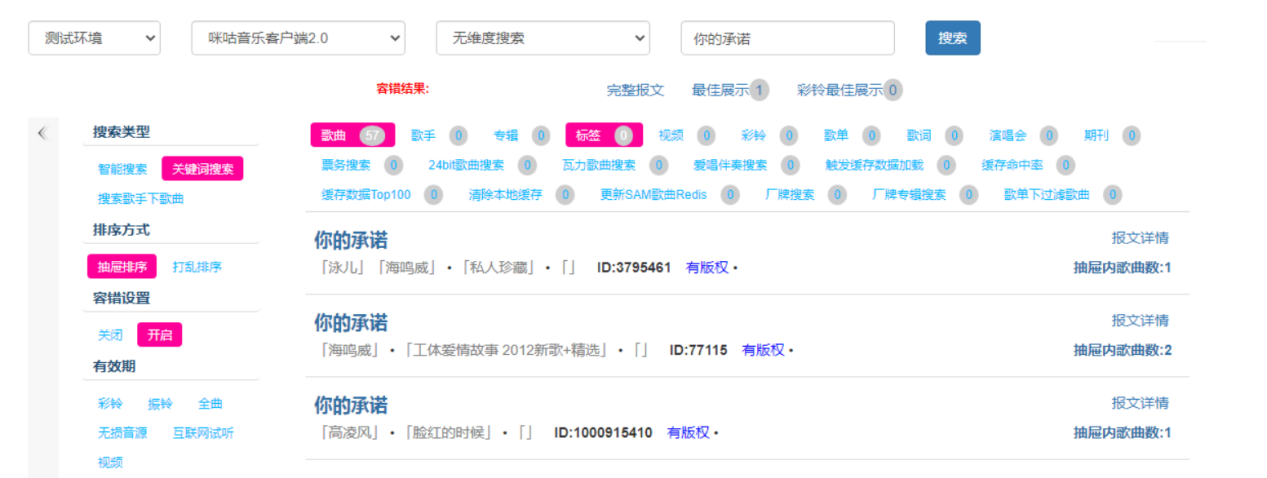 测试环境 咪咕音乐客户端2.0 无维度搜索 你的承诺 搜索
容错结果: 完整报文 最佳展示 1 彩铃最佳展示 0
搜索类型
智能搜索 关键词搜索
搜索歌手下歌曲
排序方式
抽屉排序 打乱排序
容错设置
关闭 开启
有效期
彩铃 振铃 全曲
无损音源 互联网试听
视频
歌曲 57 歌手 0 专辑 0 标签 0 视频 0 彩铃 0 歌单 0 歌词 0 演唱会 0 期刊 0
票务搜索 0 24bit歌曲搜索 0 瓦力歌曲搜索 0 爱唱伴奏搜索 0 触发缓存数据加载 0 缓存命中率 0
缓存数据Top100 0 清除本地缓存 0 更新SAM歌曲Redis 0 厂牌搜索 0 厂牌专辑搜索 0 歌单下过滤歌曲 0
你的承诺 报文详情
「泳儿」「海鸣威」•「私人珍藏」•「」 ID:3795461 有版权• 抽屉内歌曲数:1
你的承诺 报文详情
「海鸣威」•「工体爱情故事 2012新歌+精选」•「」 ID:77115 有版权• 抽屉内歌曲数:2
你的承诺 报文详情
「高凌风」•「脸红的时候」•「」 ID:1000915410 有版权• 抽屉内歌曲数:1